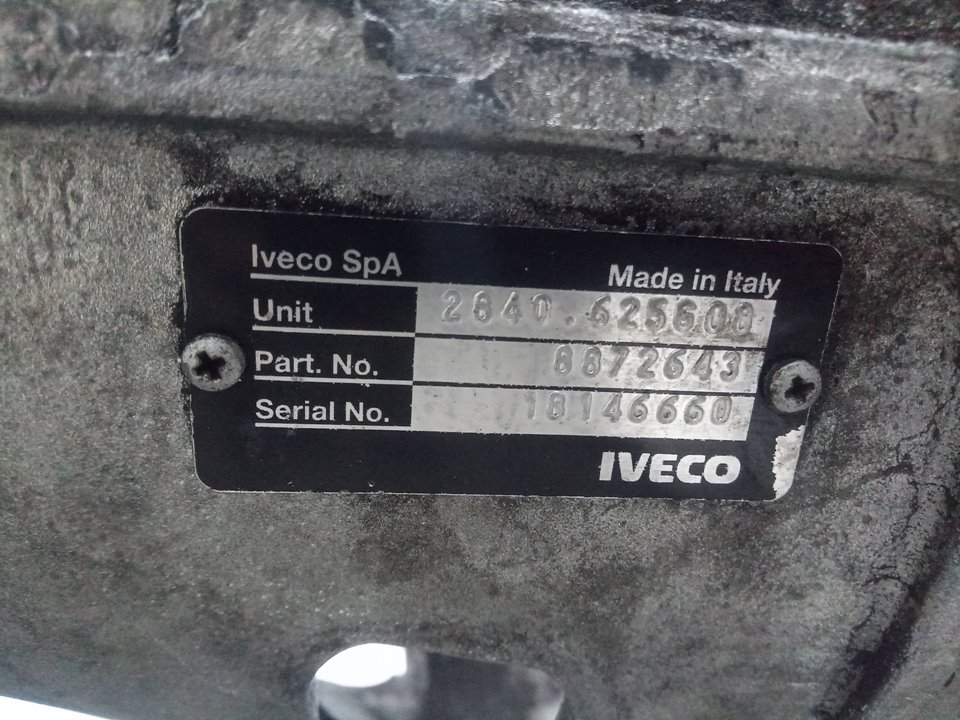 Iveco SpA
Made in Italy
Unit 2840.625600
Part. No. 8872643
Serial No. 18146660
IVECO